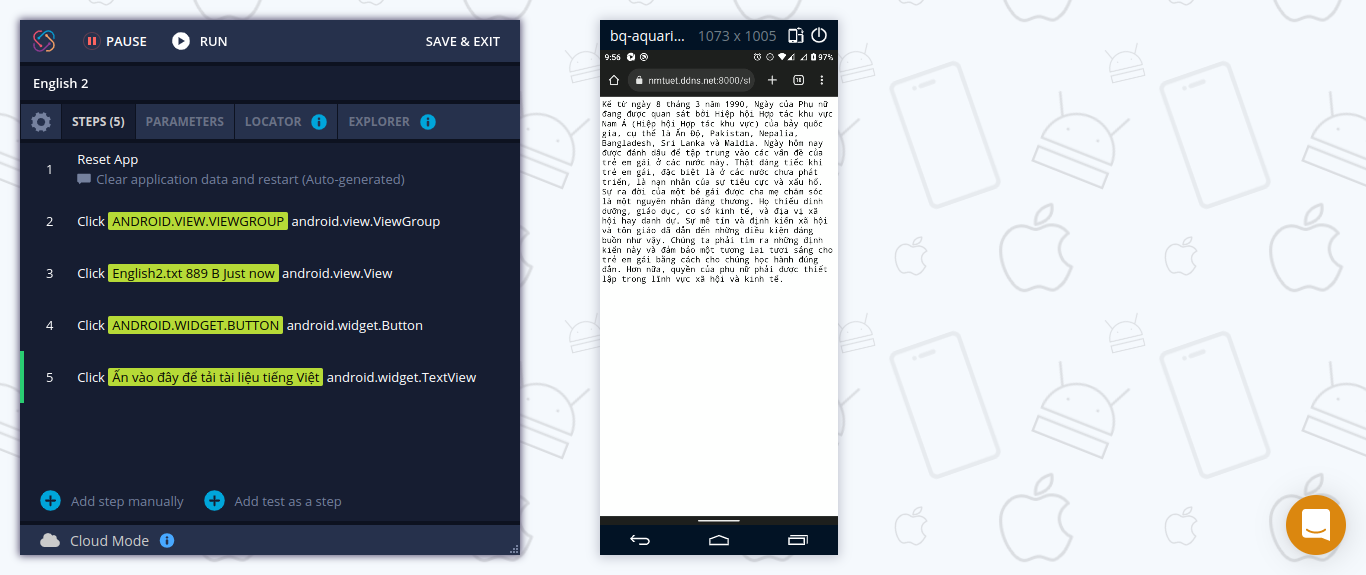 PAUSE RUN SAVE & EXIT
English 2
STEPS (5) PARAMETERS LOCATOR EXPLORER
1 Reset App
Clear application data and restart (Auto-generated)
2 Click ANDROID.VIEW.VIEWGROUP android.view.ViewGroup
3 Click English2.txt 889 B Just now android.view.View
4 Click ANDROID.WIDGET.BUTTON android.widget.Button
5 Click Ấn vào đây để tải tài liệu tiếng Việt android.widget.TextView
Add step manually Add test as a step
Cloud Mode
bq-aquari... 1073 x 1005
9:56 97%
nmtuet.ddns.net:8000/st
Kể từ ngày 8 tháng 3 năm 1990, Ngày của Phụ nữ
đang được quan sát bởi Hiệp hội Hợp tác khu vực
Nam Á (Hiệp hội Hợp tác khu vực) của bảy quốc
gia, cụ thể là Ấn Độ, Pakistan, Nepalia,
Bangladesh, Sri Lanka và Maldia. Ngày hôm nay
được đánh dấu để tập trung vào các vấn đề của
trẻ em gái ở các nước này. Thật đáng tiếc khi
trẻ em gái, đặc biệt là ở các nước chưa phát
triển, là nạn nhân của sự tiêu cực và xấu hổ.
Sự ra đời của một bé gái được cha mẹ chăm sóc
là một nguyên nhân đáng thương. Họ thiếu dinh
dưỡng, giáo dục, cơ sở kinh tế, và địa vị xã
hội hay danh dự. Sự mê tín và định kiến xã hội
và tôn giáo đã dẫn đến những điều kiện đáng
buồn như vậy. Chúng ta phải tìm ra những định
kiến này và đảm bảo một tương lai tươi sáng cho
trẻ em gái bằng cách cho chúng học hành đúng
đắn. Hơn nữa, quyền của phụ nữ phải được thiết
lập trong lĩnh vực xã hội và kinh tế.